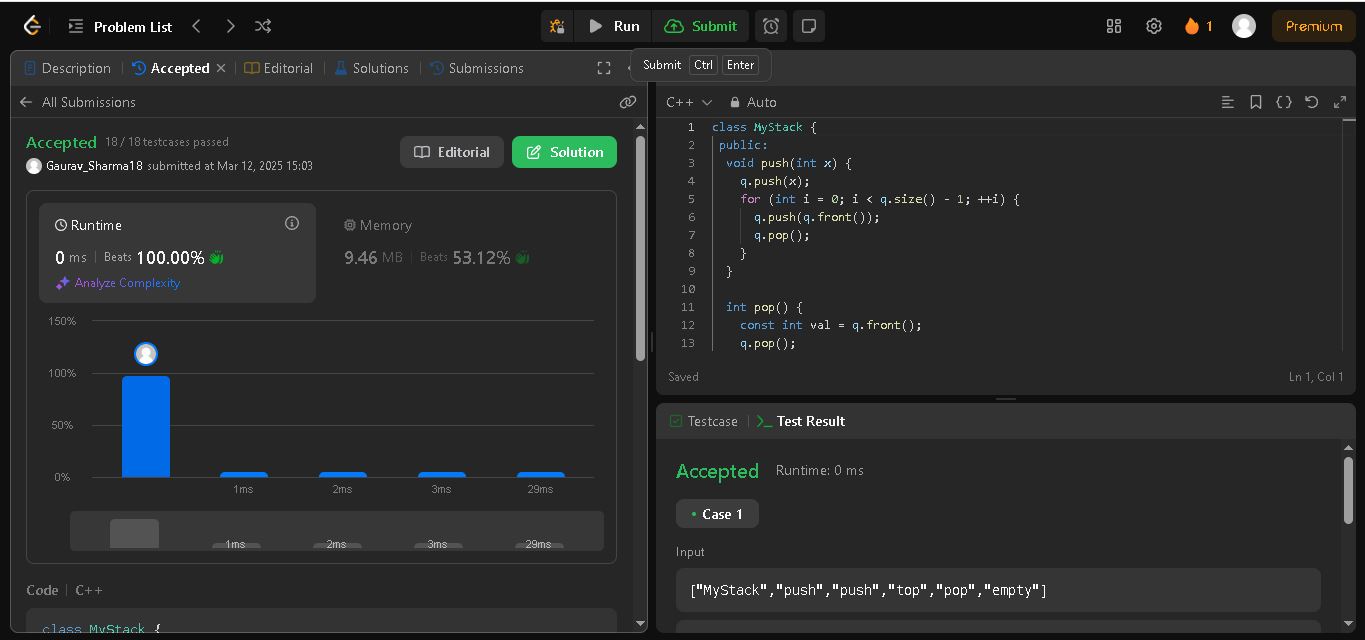 Problem List
Run
Submit
1
Premium
Description
Accepted
Editorial
Solutions
Submissions
Submit Ctrl Enter
All Submissions
Accepted 18 / 18 testcases passed
Gaurav_Sharma18 submitted at Mar 12, 2025 15:03
Editorial
Solution
Runtime
0 ms | Beats 100.00%
Analyze Complexity
Memory
9.46 MB | Beats 53.12%
150%
100%
50%
0%
1ms 2ms 3ms 29ms
1ms 2ms 3ms 29ms
Code | C++
class MyStack {
C++ Auto
1 class MyStack {
2 public:
3 void push(int x) {
4 q.push(x);
5 for (int i = 0; i < q.size() - 1; ++i) {
6 q.push(q.front());
7 q.pop();
8 }
9 }
10
11 int pop() {
12 const int val = q.front();
13 q.pop();
Saved
Ln 1, Col 1
Testcase | >_ Test Result
Accepted Runtime: 0 ms
• Case 1
Input
["MyStack","push","push","top","pop","empty"]